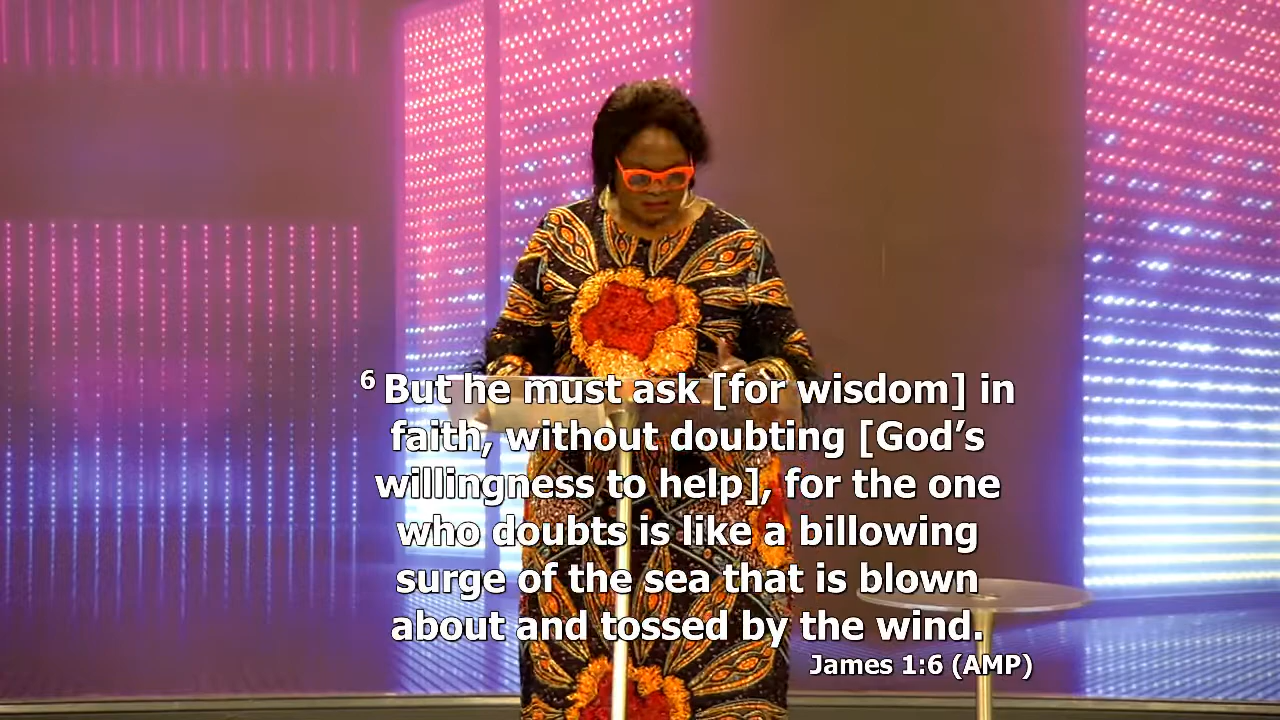 6 But he must ask [for wisdom] in
faith, without doubting [God’s
willingness to help], for the one
who doubts is like a billowing
surge of the sea that is blown
about and tossed by the wind.
James 1:6 (AMP)